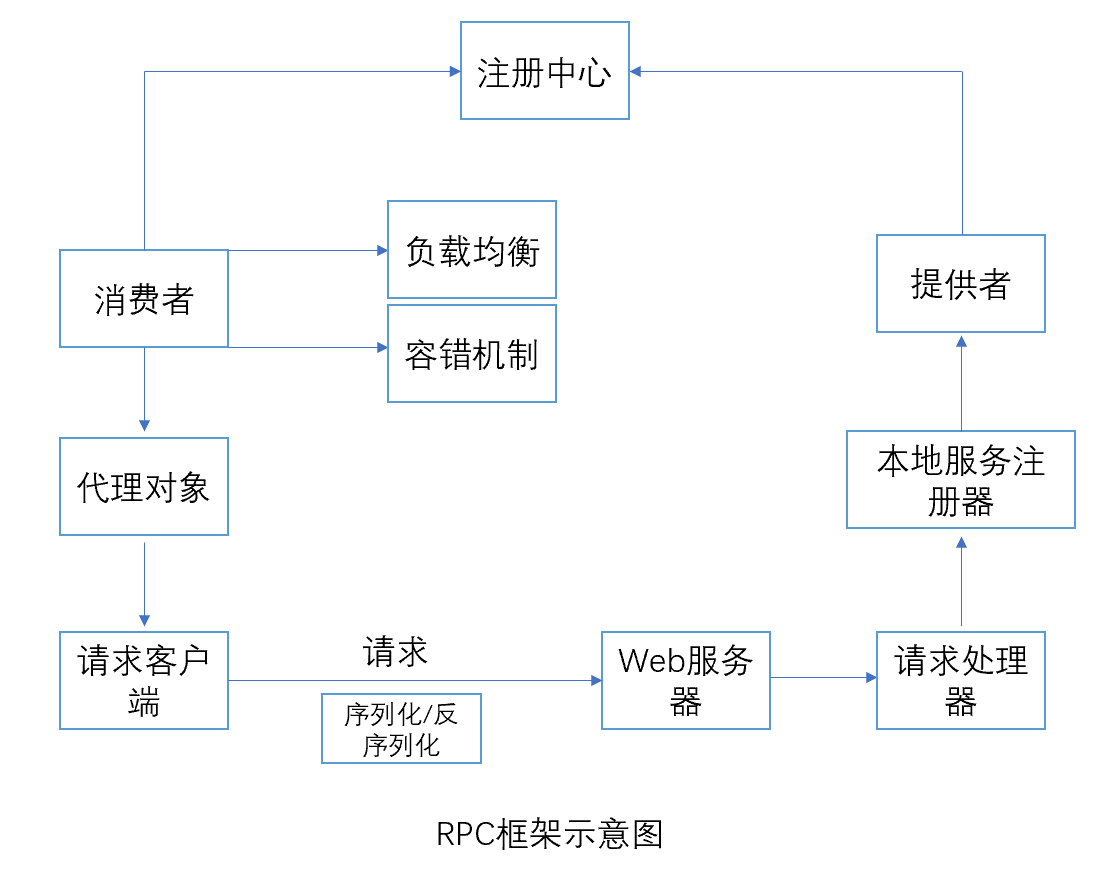 注册中心
负载均衡
消费者
提供者
容错机制
代理对象
本地服务注
册器
请求客户
端
请求
序列化/反
序列化
Web服务
器
请求处理
器
RPC框架示意图